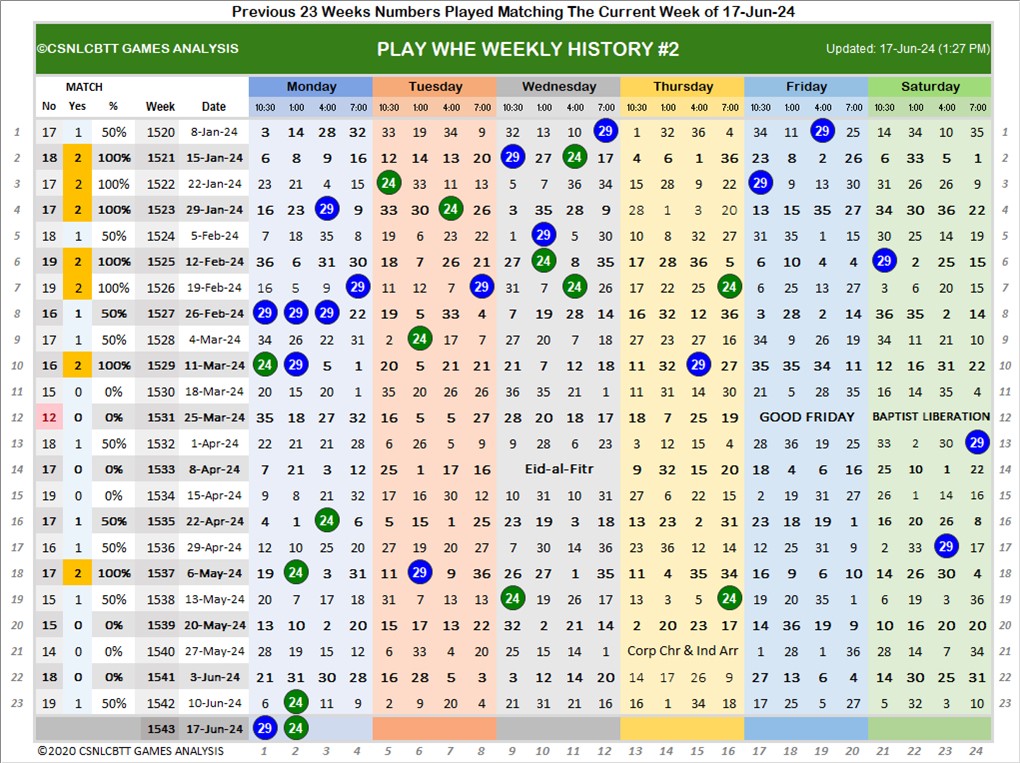 Previous 23 Weeks Numbers Played Matching The Current Week of 17-Jun-24
©CSNLCBTT GAMES ANALYSIS PLAY WHE WEEKLY HISTORY #2 Updated: 17-Jun-24 (1:27 PM)
MATCH Monday Tuesday Wednesday Thursday Friday Saturday
No Yes % Week Date 10:30 1:00 4:00 7:00 10:30 1:00 4:00 7:00 10:30 1:00 4:00 7:00 10:30 1:00 4:00 7:00 10:30 1:00 4:00 7:00 10:30 1:00 4:00 7:00
1 17 1 50% 1520 8-Jan-24 3 14 28 32 33 19 34 9 32 13 10 29 1 32 36 4 34 11 29 25 14 34 10 35 1
2 18 2 100% 1521 15-Jan-24 6 8 9 16 12 14 13 20 29 27 24 17 4 6 1 36 23 8 2 26 6 33 5 1 2
3 17 2 100% 1522 22-Jan-24 23 21 4 15 24 33 11 13 5 7 36 34 15 28 9 22 29 9 13 30 31 26 26 9 3
4 17 2 100% 1523 29-Jan-24 16 23 29 9 33 30 24 26 3 35 28 9 28 1 3 20 13 15 35 27 34 30 36 22 4
5 18 1 50% 1524 5-Feb-24 7 18 35 8 19 6 23 22 1 29 5 30 10 8 32 27 31 35 1 15 30 25 14 31 5
6 19 2 100% 1525 12-Feb-24 36 6 31 30 18 7 26 21 27 24 8 35 17 28 36 5 6 10 4 4 29 2 25 15 6
7 19 2 100% 1526 19-Feb-24 16 5 9 29 11 12 7 29 31 7 24 26 17 22 25 24 6 25 13 27 3 6 20 15 7
8 16 1 50% 1527 26-Feb-24 29 29 29 22 19 5 33 4 7 19 28 14 16 32 12 36 3 28 2 14 36 35 2 14 8
9 17 1 50% 1528 4-Mar-24 34 26 22 31 2 24 17 7 27 20 7 18 27 23 27 16 34 9 26 19 34 11 21 10 9
10 16 2 100% 1529 11-Mar-24 24 29 5 1 20 5 21 21 21 7 12 18 11 32 29 27 35 35 34 11 12 16 31 22 10
11 15 0 0% 1530 18-Mar-24 20 15 20 1 35 20 26 26 36 35 21 1 11 31 14 30 21 5 28 35 16 14 35 4 11
12 12 0 0% 1531 25-Mar-24 35 18 27 32 16 5 5 27 28 20 18 17 18 7 25 19 GOOD FRIDAY BAPTIST LIBERATION 12
13 18 1 50% 1532 1-Apr-24 22 21 21 28 6 26 5 9 9 28 6 23 3 12 15 4 28 36 19 25 33 2 30 29 13
14 17 0 0% 1533 8-Apr-24 7 21 3 12 25 1 17 16 Eid-al-Fitr 9 32 15 20 18 4 6 16 25 10 1 22 14
15 19 0 0% 1534 15-Apr-24 9 8 21 32 17 16 30 12 10 31 10 31 27 6 22 15 2 19 31 27 26 1 14 16 15
16 17 1 50% 1535 22-Apr-24 4 1 24 6 5 15 1 25 23 19 3 18 13 23 2 31 23 18 19 1 16 20 26 8 16
17 16 1 50% 1536 29-Apr-24 12 10 25 20 27 19 20 27 7 30 14 36 23 36 12 14 12 25 31 9 2 33 29 17 17
18 17 2 100% 1537 6-May-24 19 24 3 31 11 29 9 36 26 27 1 35 11 4 35 34 16 9 6 10 14 26 30 4 18
19 15 1 50% 1538 13-May-24 20 7 17 18 31 7 13 13 24 19 26 17 13 3 5 24 19 20 35 1 6 19 3 36 19
20 15 0 0% 1539 20-May-24 13 10 2 20 15 17 13 22 32 2 21 14 2 20 23 17 14 36 19 9 10 16 20 20 20
21 14 0 0% 1540 27-May-24 28 19 15 12 6 33 4 20 25 15 14 1 Corp Chr & Ind Arr 1 28 1 36 28 14 7 34 21
22 18 0 0% 1541 3-Jun-24 21 31 30 28 16 28 5 3 3 12 14 20 14 17 26 9 27 13 6 4 14 30 25 31 22
23 19 1 50% 1542 10-Jun-24 6 24 11 9 2 9 20 4 21 31 21 16 16 1 34 18 17 25 5 27 5 32 3 10 23
1543 17-Jun-24 29 24
©2020 CSNLCBTT GAMES ANALYSIS 1 2 3 4 5 6 7 8 9 10 11 12 13 14 15 16 17 18 19 20 21 22 23 24